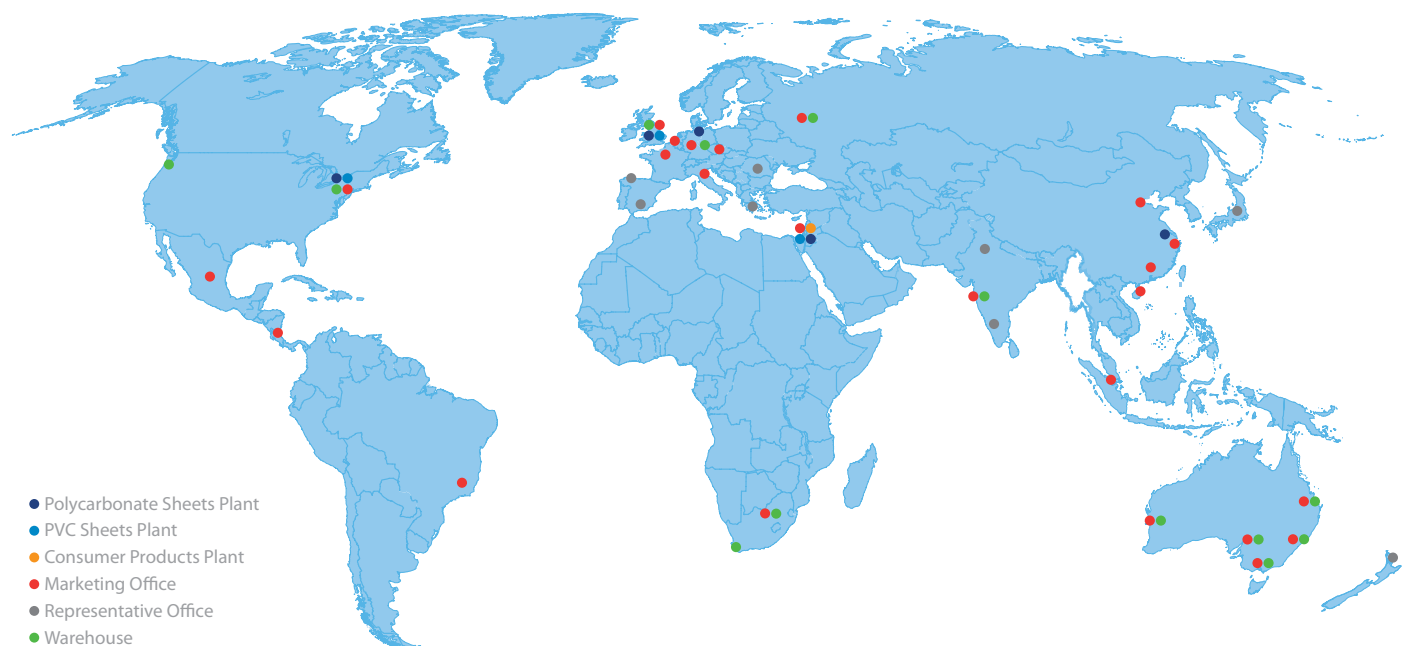 Polycarbonate Sheets Plant
PVC Sheets Plant
Consumer Products Plant
Marketing Office
Representative Office
Warehouse